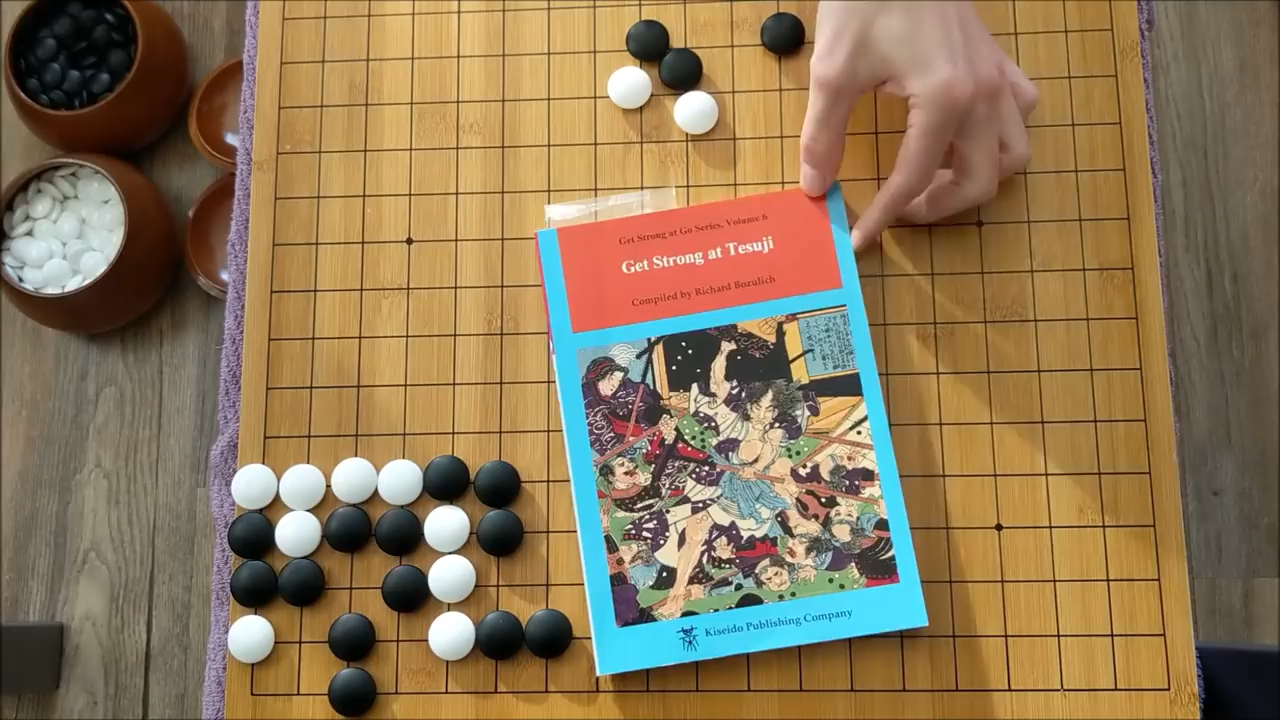 Get Strong at Go Series, Volume 6
Get Strong at Tesuji
Compiled by Richard Bozulich
Kiseido Publishing Company